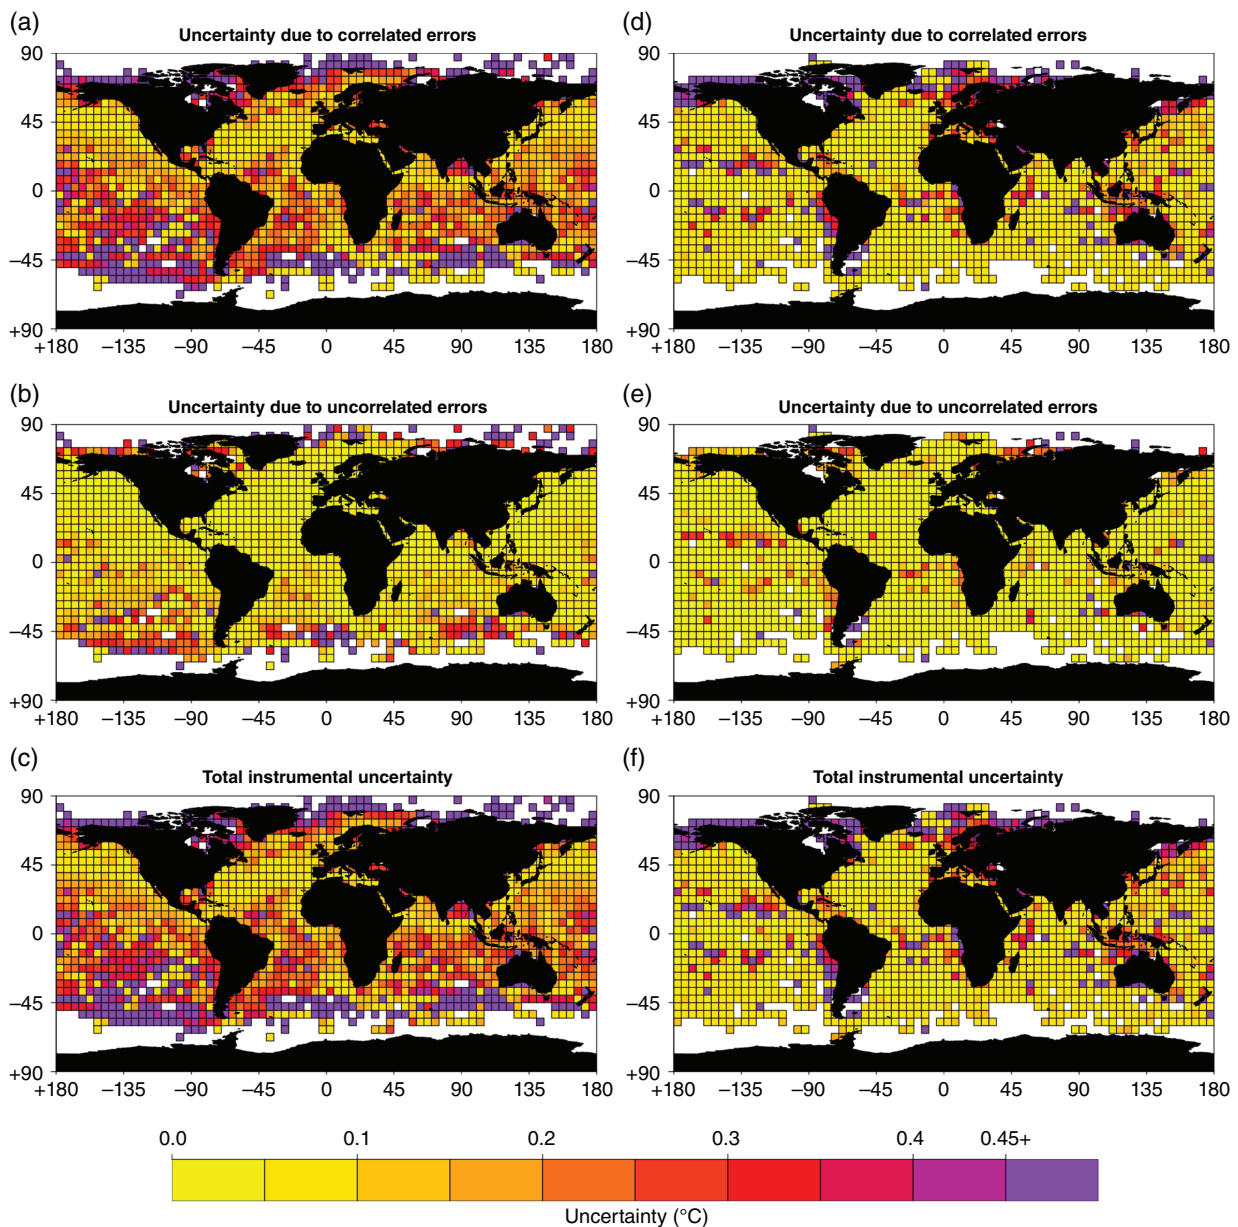 (a)
Uncertainty due to correlated errors
90
45
0
−45
+90
+180 −135 −90 −45 0 45 90 135 180
(d)
Uncertainty due to correlated errors
90
45
0
−45
+90
+180 −135 −90 −45 0 45 90 135 180
(b)
Uncertainty due to uncorrelated errors
90
45
0
−45
+90
+180 −135 −90 −45 0 45 90 135 180
(e)
Uncertainty due to uncorrelated errors
90
45
0
−45
+90
+180 −135 −90 −45 0 45 90 135 180
(c)
Total instrumental uncertainty
90
45
0
−45
+90
+180 −135 −90 −45 0 45 90 135 180
(f)
Total instrumental uncertainty
90
45
0
−45
+90
+180 −135 −90 −45 0 45 90 135 180
0.0 0.1 0.2 0.3 0.4 0.45+
Uncertainty (°C)